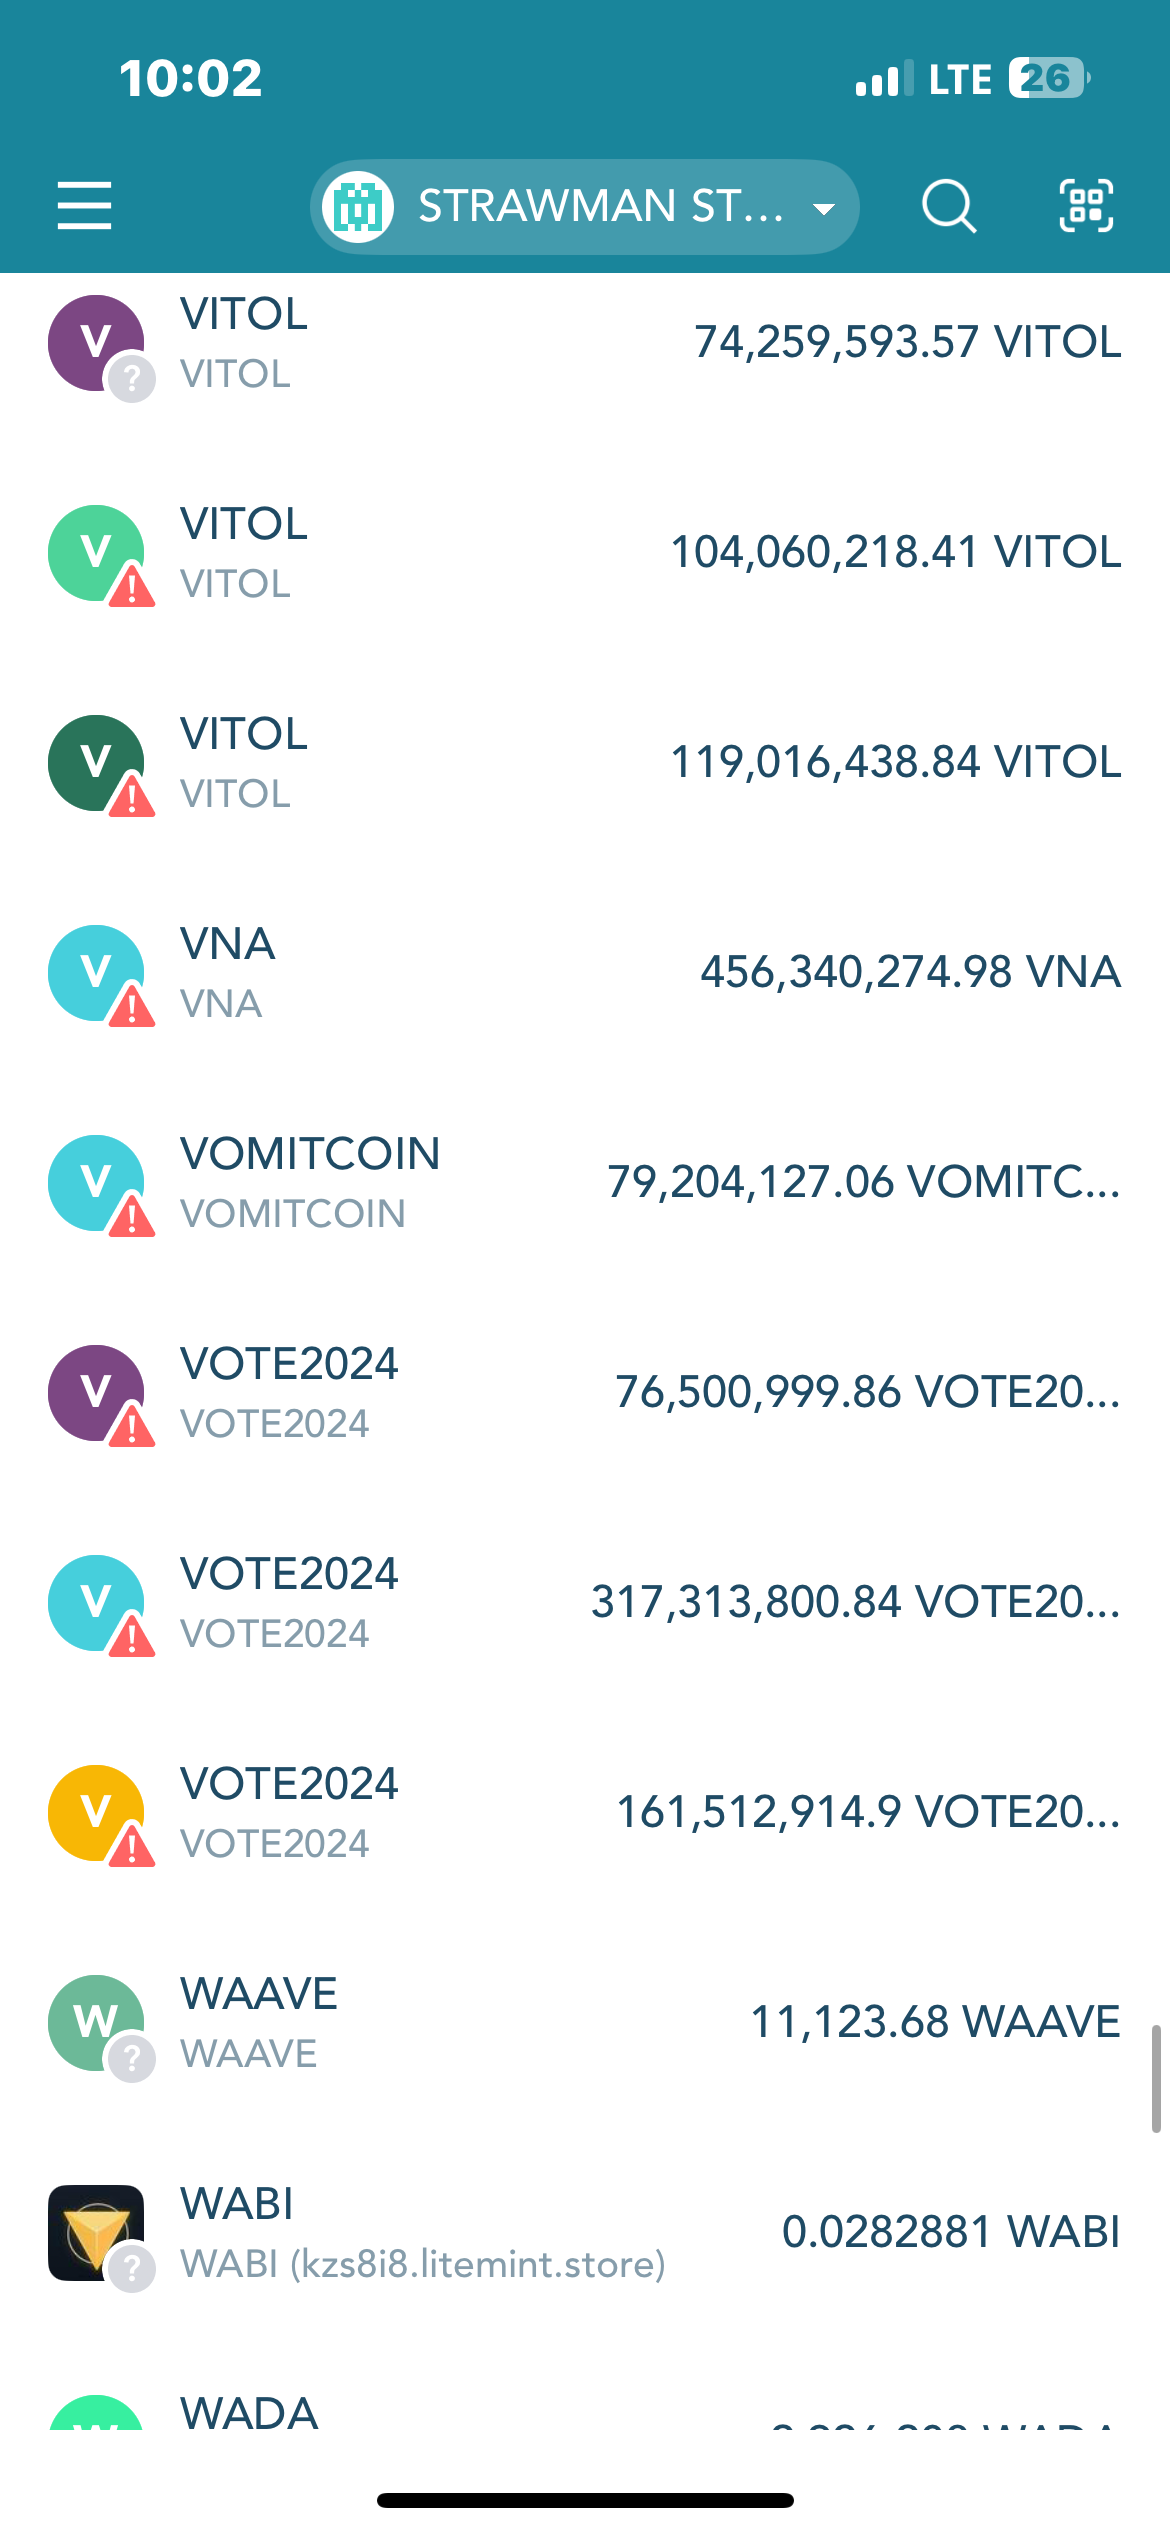 10:02
LTE 26
STRAWMAN ST...
V
?
VITOL
VITOL
74,259,593.57 VITOL
V
!
VITOL
VITOL
104,060,218.41 VITOL
V
!
VITOL
VITOL
119,016,438.84 VITOL
V
!
VNA
VNA
456,340,274.98 VNA
V
!
VOMITCOIN
VOMITCOIN
79,204,127.06 VOMITC...
V
!
VOTE2024
VOTE2024
76,500,999.86 VOTE20...
V
!
VOTE2024
VOTE2024
317,313,800.84 VOTE20...
V
!
VOTE2024
VOTE2024
161,512,914.9 VOTE20...
W
?
WAAVE
WAAVE
11,123.68 WAAVE
?
WABI
WABI (kzs8i8.litemint.store)
0.0282881 WABI
W
WADA
WADA